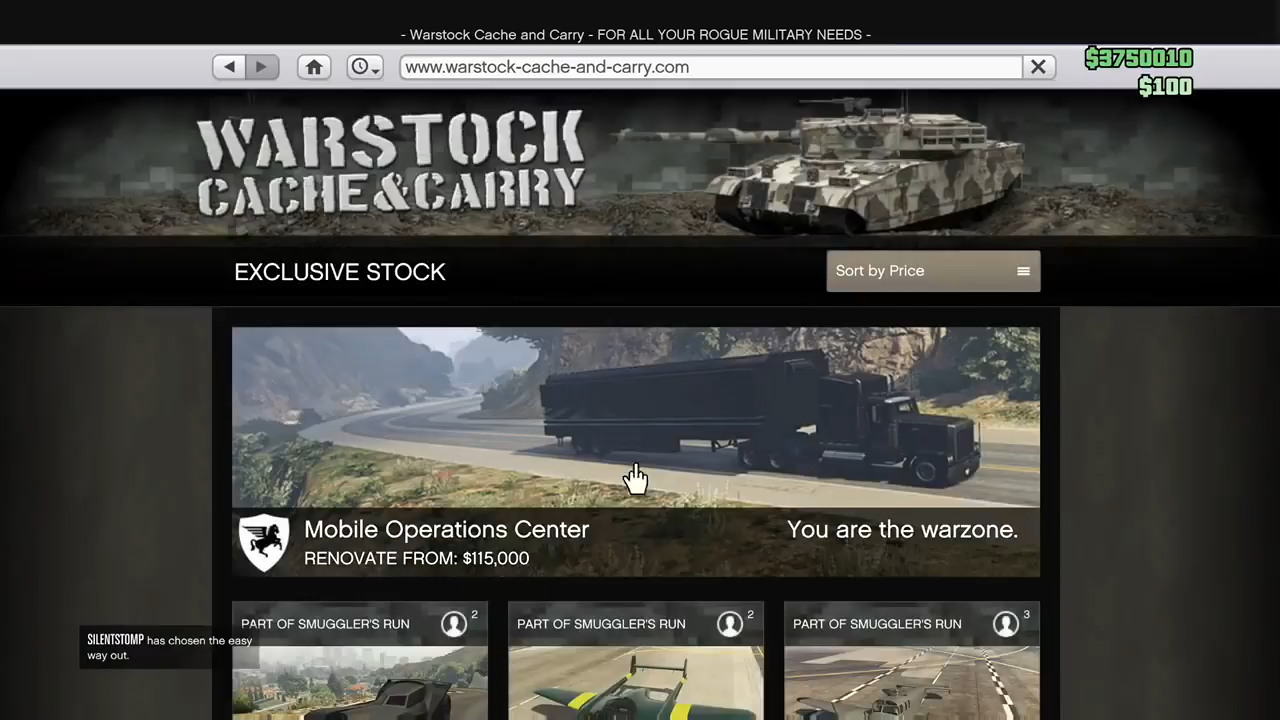 - Warstock Cache and Carry - FOR ALL YOUR ROGUE MILITARY NEEDS -
www.warstock-cache-and-carry.com
$3750010
$100
WARSTOCK
CACHE&CARRY
EXCLUSIVE STOCK
Sort by Price
Mobile Operations Center
You are the warzone.
RENOVATE FROM: $115,000
PART OF SMUGGLER'S RUN 2
PART OF SMUGGLER'S RUN 2
PART OF SMUGGLER'S RUN 3
SILENTSTOMP has chosen the easy
way out.